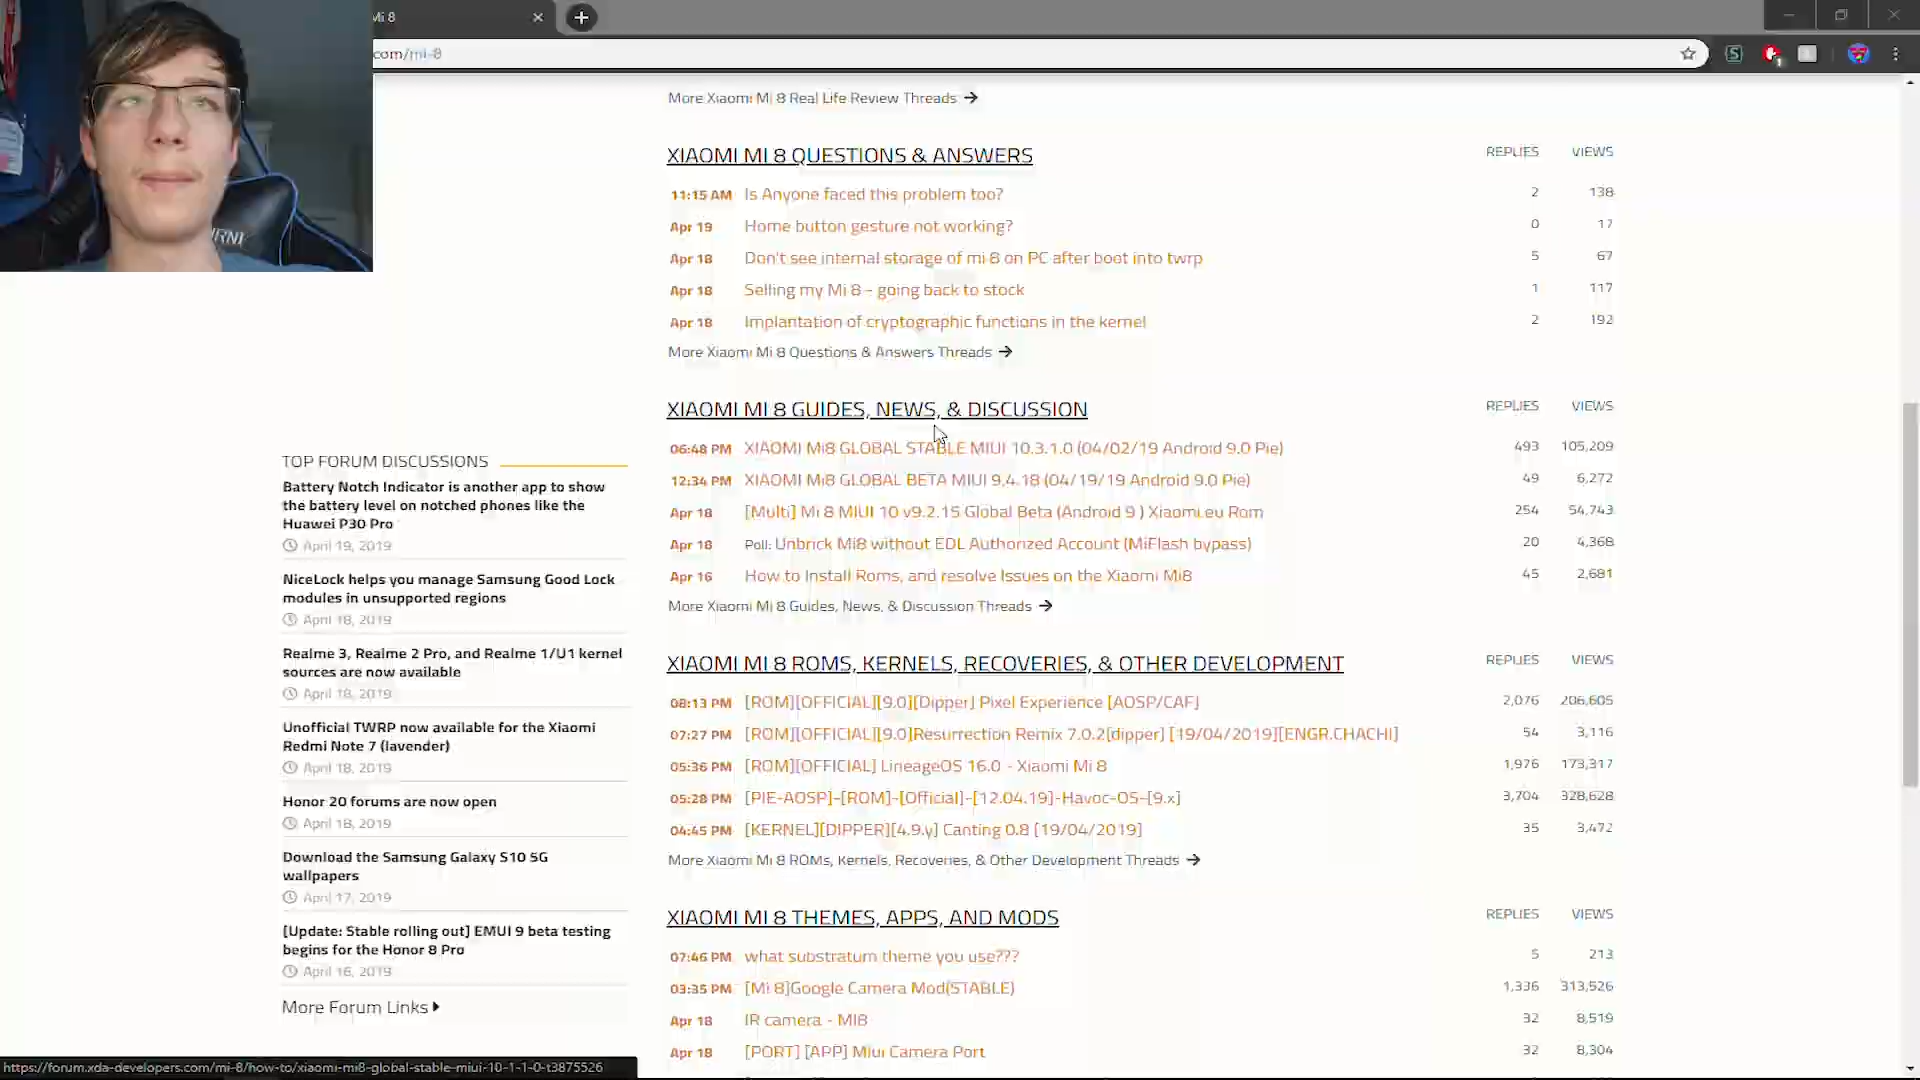 Mi 8
com/mi-8
More Xiaomi Mi 8 Real Life Review Threads
XIAOMI MI 8 QUESTIONS & ANSWERS REPLIES VIEWS
11:15 AM Is Anyone faced this problem too? 2 138
Apr 19 Home button gesture not working? 0 17
Apr 18 Don't see internal storage of mi 8 on PC after boot into twrp 5 67
Apr 18 Selling my Mi 8 - going back to stock 1 117
Apr 18 Implantation of cryptographic functions in the kernel 2 192
More Xiaomi Mi 8 Questions & Answers Threads
XIAOMI MI 8 GUIDES, NEWS, & DISCUSSION REPLIES VIEWS
06:48 PM XIAOMI Mi8 GLOBAL STABLE MIUI 10.3.1.0 (04/02/19 Android 9.0 Pie) 493 105,209
12:34 PM XIAOMI Mi8 GLOBAL BETA MIUI 9.4.18 (04/19/19 Android 9.0 Pie) 49 6,272
Apr 18 [Multi] Mi 8 MIUI 10 v9.2.15 Global Beta (Android 9 ) Xiaomi.eu Rom 254 54,743
Apr 18 Poll: Unbrick Mi8 without EDL Authorized Account (MiFlash bypass) 20 4,368
Apr 16 How to Install Roms, and resolve Issues on the Xiaomi Mi8 45 2,681
More Xiaomi Mi 8 Guides, News, & Discussion Threads
XIAOMI MI 8 ROMS, KERNELS, RECOVERIES, & OTHER DEVELOPMENT REPLIES VIEWS
08:13 PM [ROM][OFFICIAL][9.0][Dipper] Pixel Experience [AOSP/CAF] 2,076 206,605
07:27 PM [ROM][OFFICIAL][9.0]Resurrection Remix 7.0.2[dipper] [19/04/2019][ENGR.CHACHI] 54 3,116
05:36 PM [ROM][OFFICIAL] LineageOS 16.0 - Xiaomi Mi 8 1,976 173,317
05:28 PM [PIE-AOSP]-[ROM]-[Official]-[12.04.19]-Havoc-OS-[9.x] 3,704 328,628
04:45 PM [KERNEL][DIPPER][4.9.y] Canting 0.8 [19/04/2019] 35 3,472
More Xiaomi Mi 8 ROMs, Kernels, Recoveries, & Other Development Threads
XIAOMI MI 8 THEMES, APPS, AND MODS REPLIES VIEWS
07:46 PM what substratum theme you use??? 5 213
03:35 PM [Mi 8]Google Camera Mod(STABLE) 1,336 313,526
Apr 18 IR camera - MI8 32 8,519
Apr 18 [PORT] [APP] Miui Camera Port 32 8,304
TOP FORUM DISCUSSIONS
Battery Notch Indicator is another app to show
the battery level on notched phones like the
Huawei P30 Pro
April 19, 2019
NiceLock helps you manage Samsung Good Lock
modules in unsupported regions
April 18, 2019
Realme 3, Realme 2 Pro, and Realme 1/U1 kernel
sources are now available
April 18, 2019
Unofficial TWRP now available for the Xiaomi
Redmi Note 7 (lavender)
April 18, 2019
Honor 20 forums are now open
April 18, 2019
Download the Samsung Galaxy S10 5G
wallpapers
April 17, 2019
[Update: Stable rolling out] EMUI 9 beta testing
begins for the Honor 8 Pro
April 16, 2019
More Forum Links
https://forum.xda-developers.com/mi-8/how-to/xiaomi-mi8-global-stable-miui-10-1-1-0-t3875526